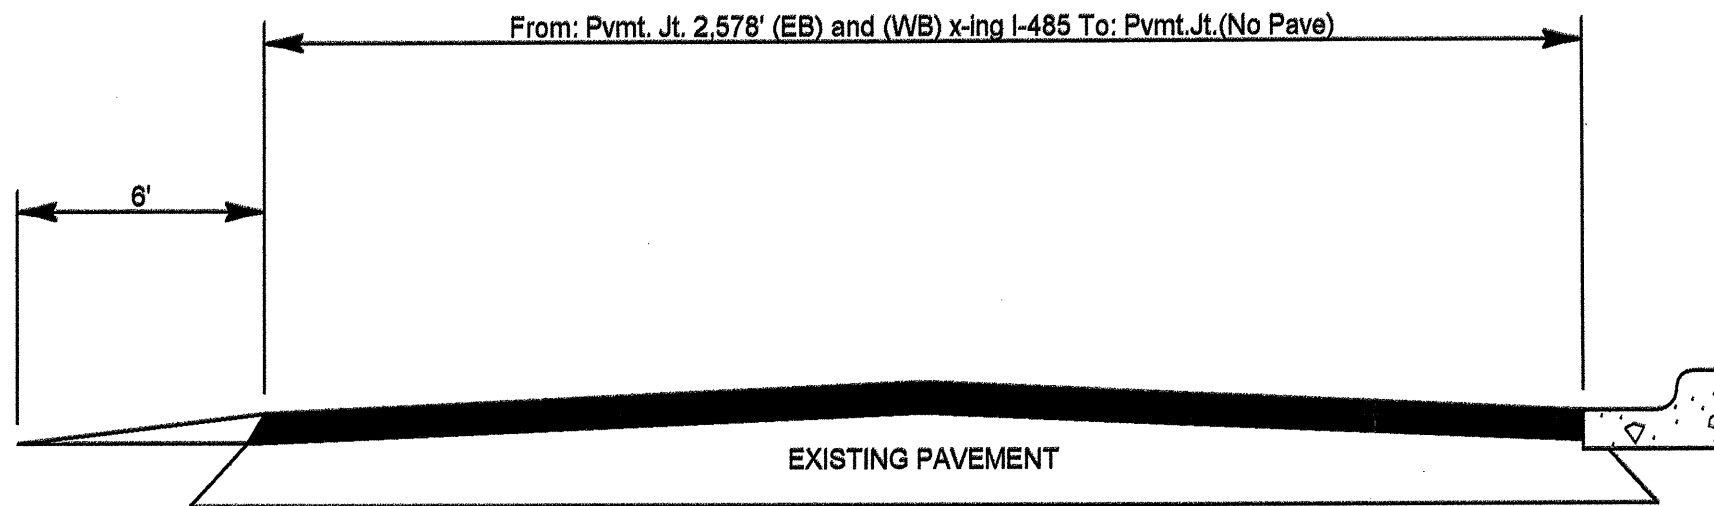 From: Pvmt. Jt. 2,578' (EB) and (WB) x-ing I-485 To: Pvmt.Jt.(No Pave)
6'
EXISTING PAVEMENT